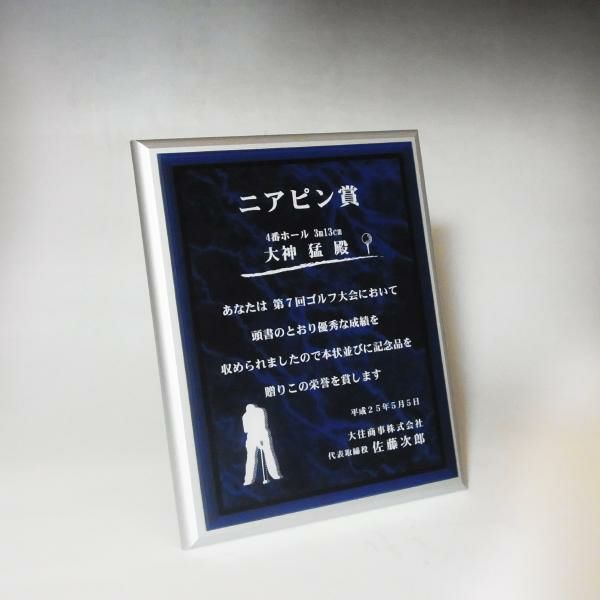 ニアピン賞
4番ホール 3m13cm
大神 猛 殿
あなたは 第7回ゴルフ大会において
頭書のとおり優秀な成績を
収められましたので本状並びに記念品を
贈りこの栄誉を賞します
平成25年5月5日
大住商事株式会社
代表取締役 佐藤次郎